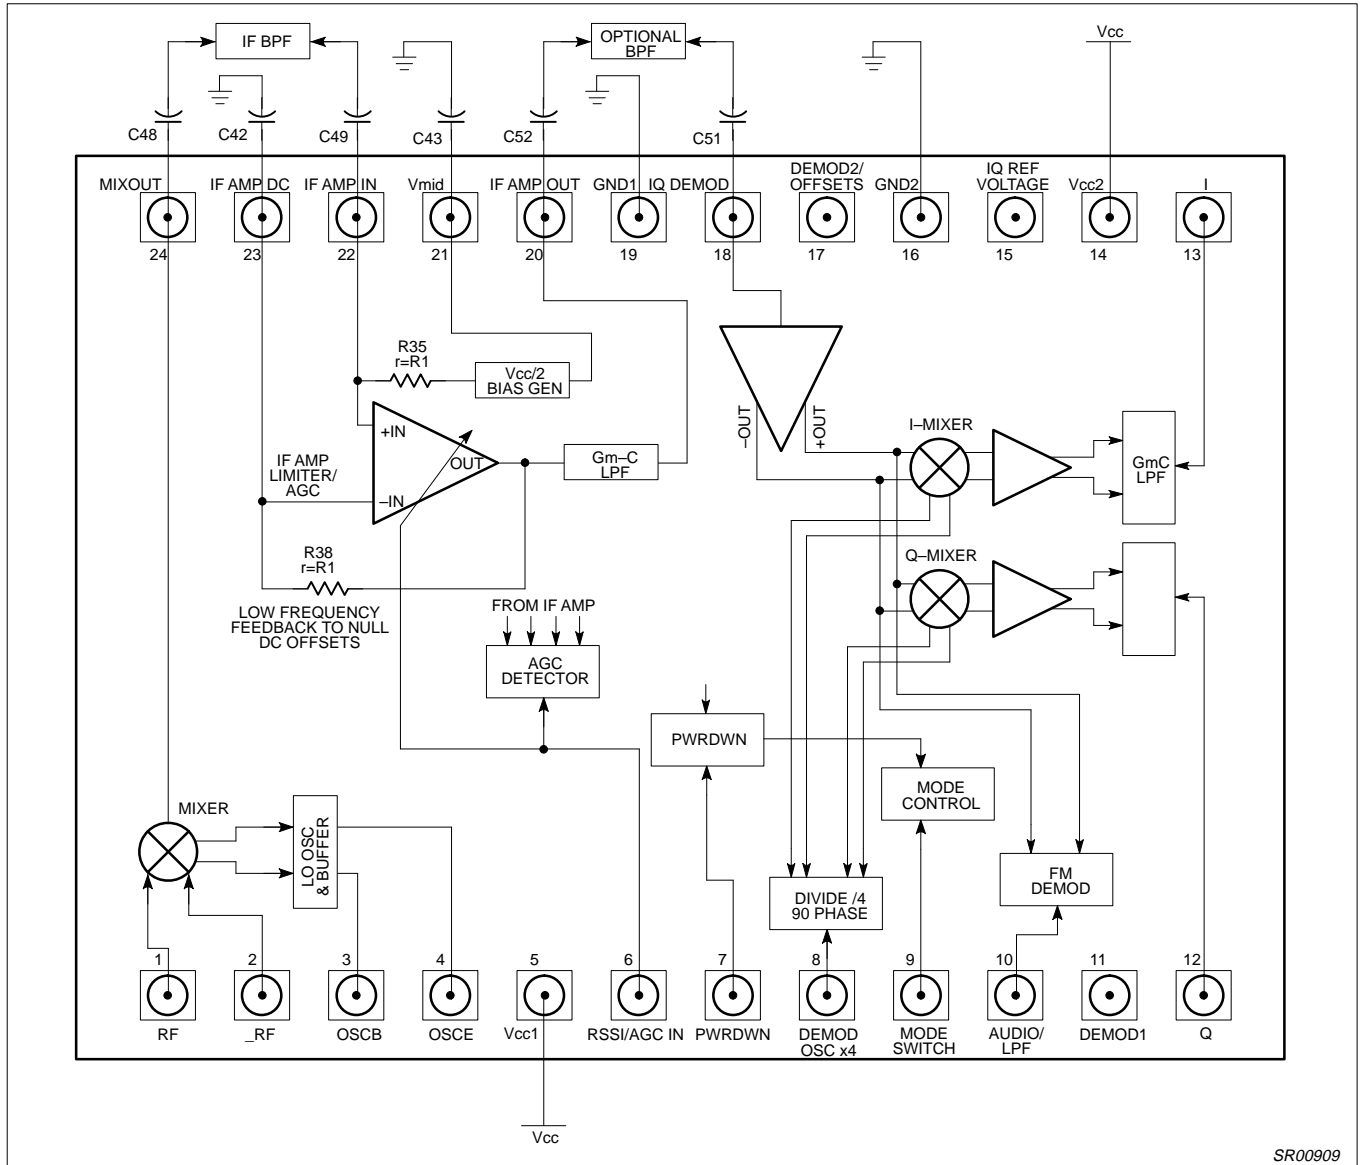 IF BPF
OPTIONAL
BPF
Vcc
C48
C42
C49
C43
C52
C51
MIXOUT
IF AMP DC
IF AMP IN
Vmid
IF AMP OUT
GND1
IQ DEMOD
DEMOD2/
OFFSETS
GND2
IQ REF
VOLTAGE
Vcc2
I
24
23
22
21
20
19
18
17
16
15
14
13
R35
r=R1
Vcc/2
BIAS GEN
+IN
OUT
–IN
IF AMP
LIMITER/
AGC
Gm–C
LPF
–OUT
+OUT
I–MIXER
GmC
LPF
R38
r=R1
LOW FREQUENCY
FEEDBACK TO NULL
DC OFFSETS
FROM IF AMP
AGC
DETECTOR
Q–MIXER
PWRDWN
MODE
CONTROL
MIXER
LO OSC
& BUFFER
DIVIDE /4
90 PHASE
FM
DEMOD
1
2
3
4
5
6
7
8
9
10
11
12
RF
_RF
OSCB
OSCE
Vcc1
RSSI/AGC IN
PWRDWN
DEMOD
OSC x4
MODE
SWITCH
AUDIO/
LPF
DEMOD1
Q
Vcc
SR00909